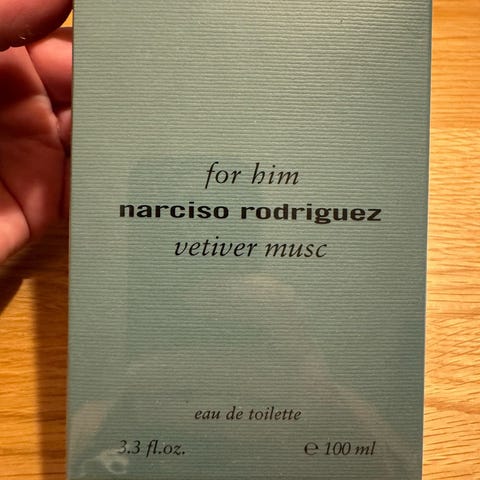 for him
narciso rodriguez
vetiver musc
eau de toilette
3.3 fl.oz. ℮ 100 ml